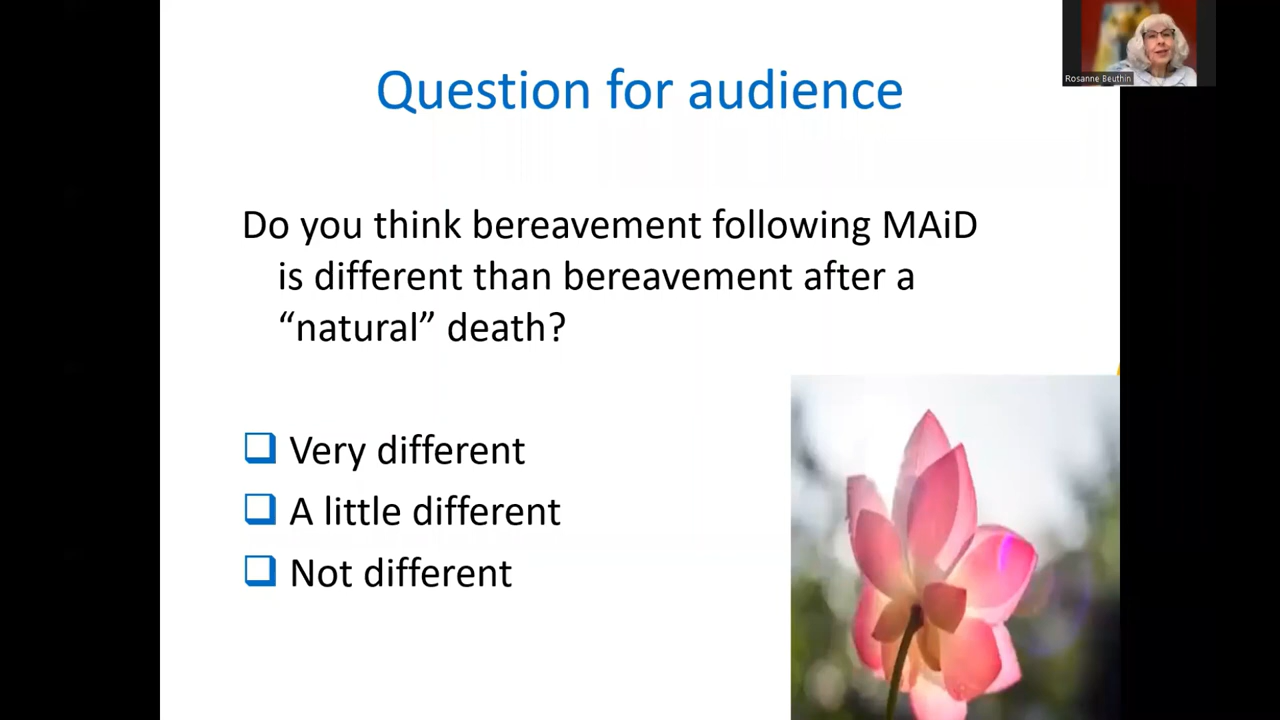 Rosanne Beuthin
Question for audience
Do you think bereavement following MAiD
is different than bereavement after a
“natural” death?
❑ Very different
❑ A little different
❑ Not different